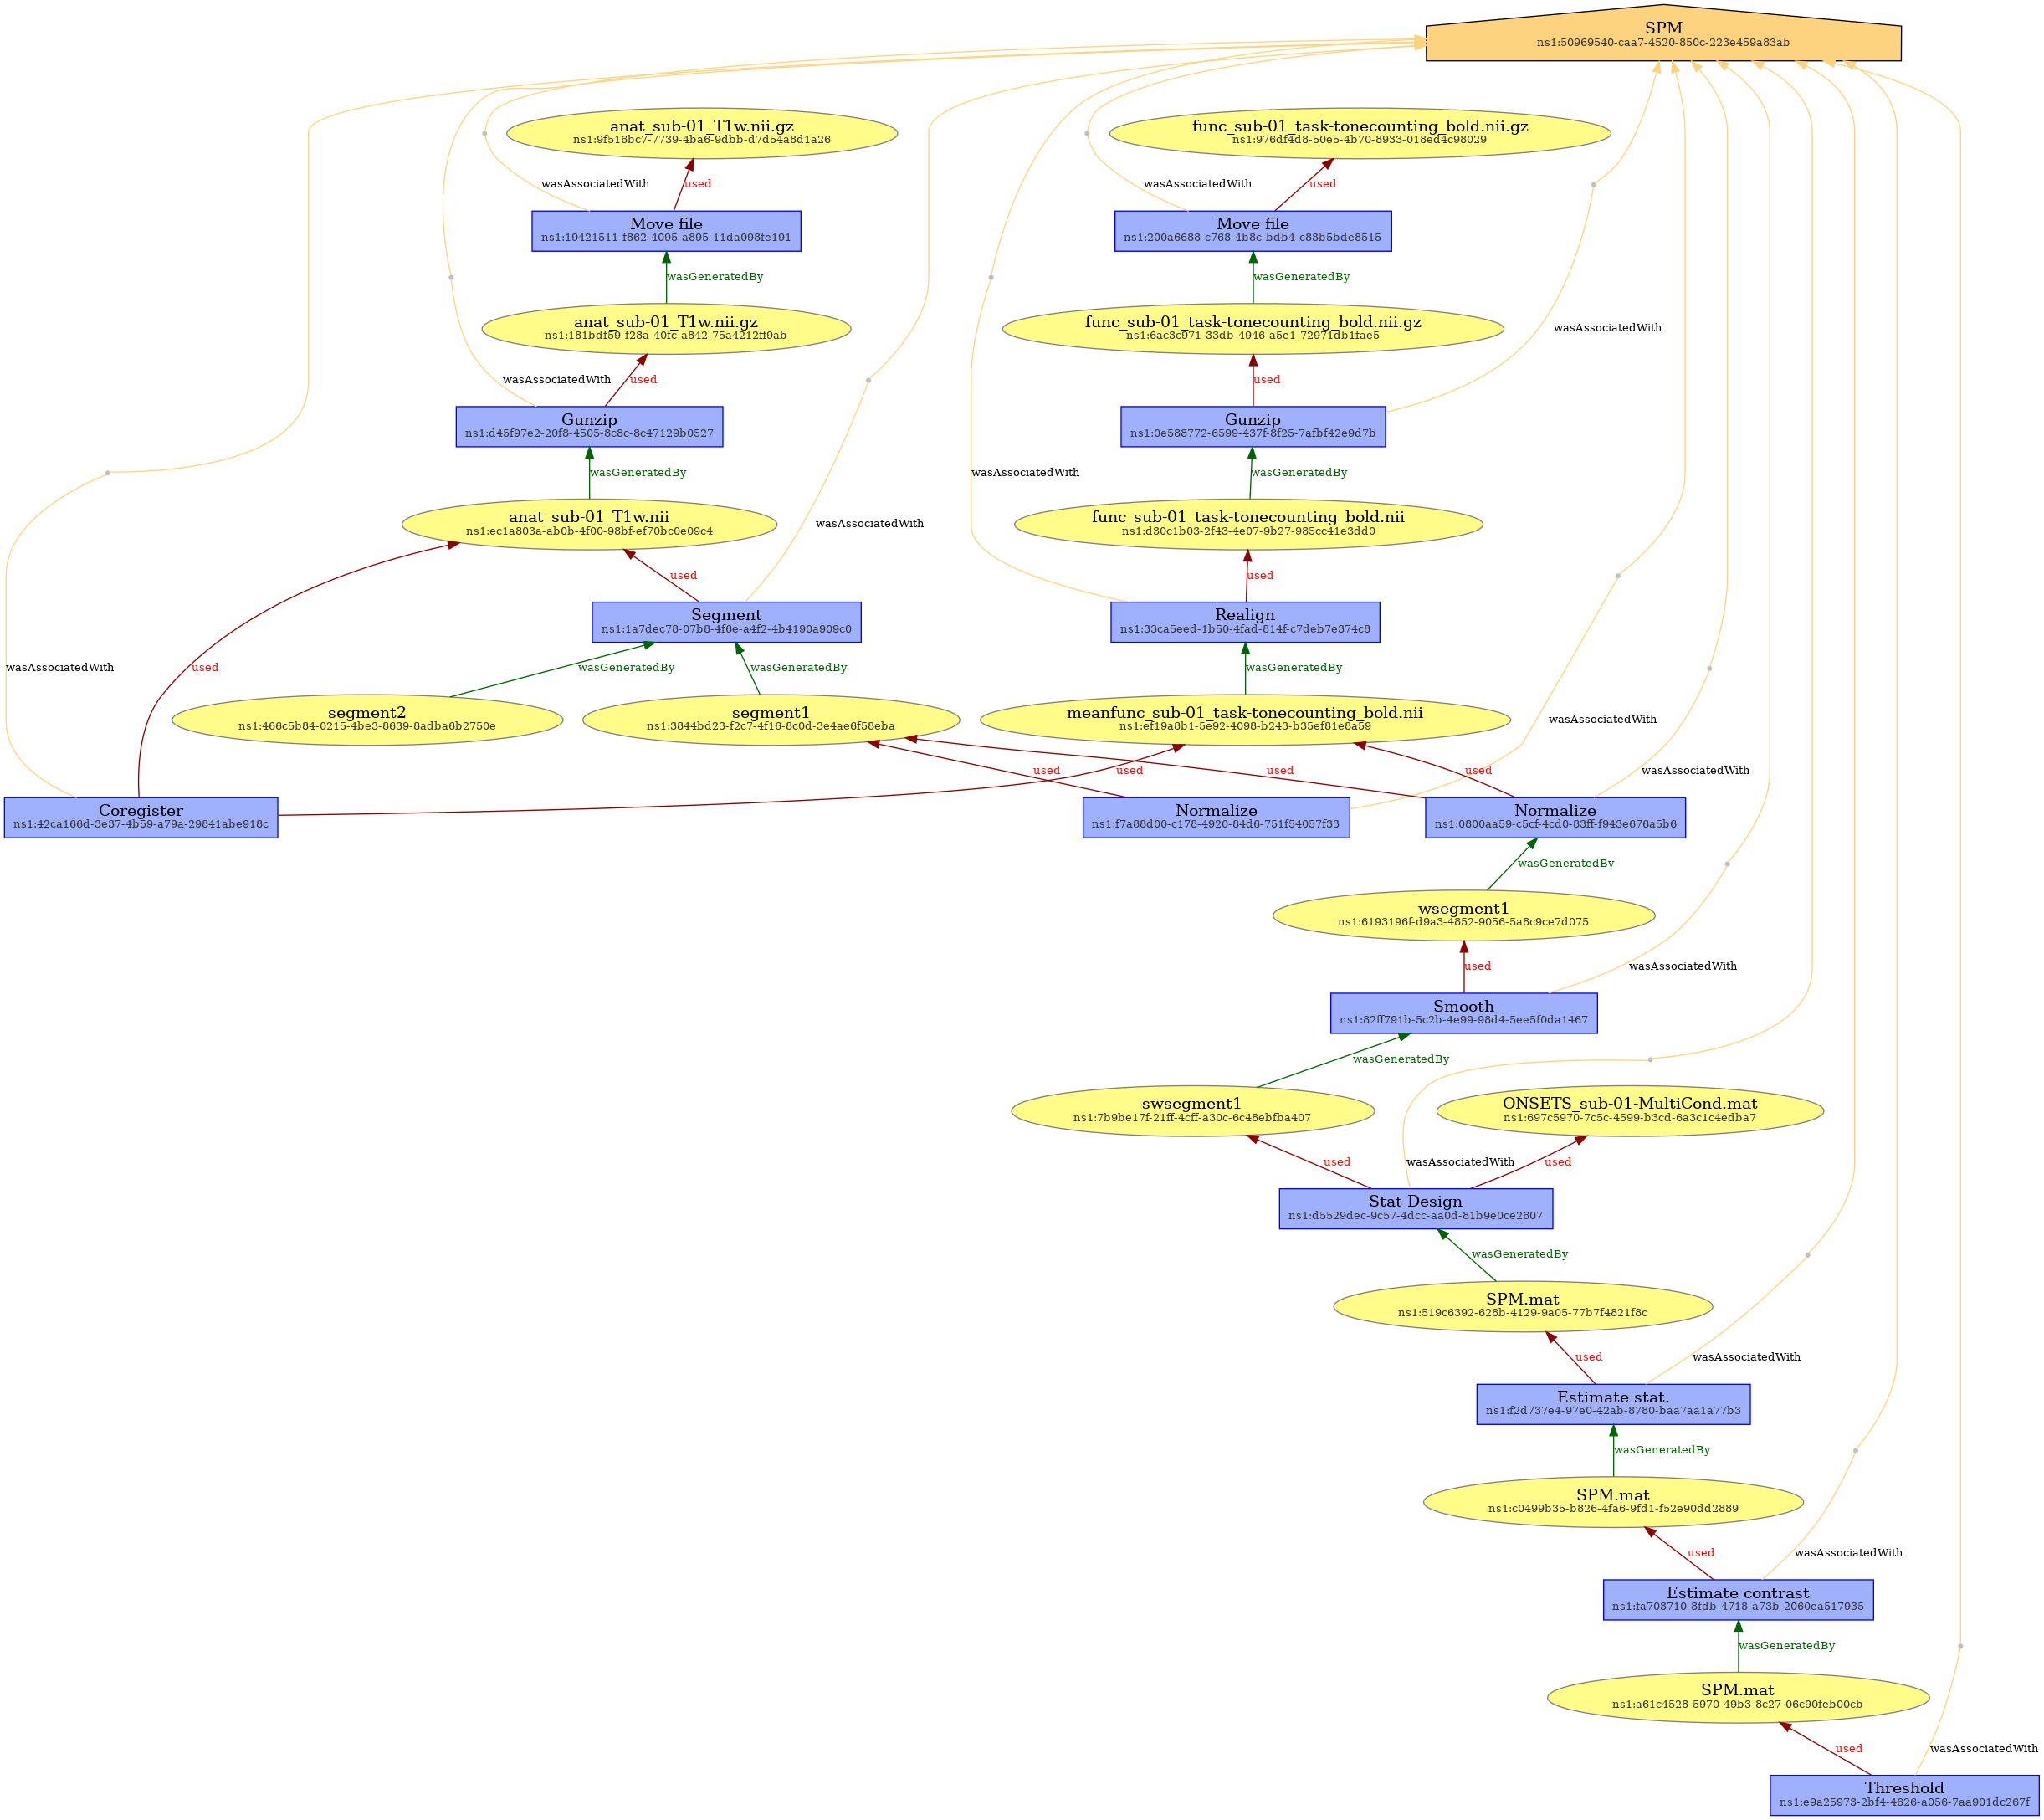 SPM
ns1:50969540-caa7-4520-850c-223e459a83ab
anat_sub-01_T1w.nii.gz
ns1:9f516bc7-7739-4ba6-9dbb-d7d54a8d1a26
func_sub-01_task-tonecounting_bold.nii.gz
ns1:976df4d8-50e5-4b70-8933-018ed4c98029
wasAssociatedWith
used
wasAssociatedWith
used
Move file
ns1:19421511-f862-4095-a895-11da098fe191
Move file
ns1:200a6688-c768-4b8c-bdb4-c83b5bde8515
wasGeneratedBy
wasGeneratedBy
anat_sub-01_T1w.nii.gz
ns1:181bdf59-f28a-40fc-a842-75a4212ff9ab
func_sub-01_task-tonecounting_bold.nii.gz
ns1:6ac3c971-33db-4946-a5e1-72971db1fae5
wasAssociatedWith
wasAssociatedWith
used
used
Gunzip
ns1:d45f97e2-20f8-4505-8c8c-8c47129b0527
Gunzip
ns1:0e588772-6599-437f-8f25-7afbf42e9d7b
wasGeneratedBy
wasAssociatedWith
wasGeneratedBy
anat_sub-01_T1w.nii
ns1:ec1a803a-ab0b-4f00-98bf-ef70bc0e09c4
wasAssociatedWith
func_sub-01_task-tonecounting_bold.nii
ns1:d30c1b03-2f43-4e07-9b27-985cc41e3dd0
used
used
Segment
ns1:1a7dec78-07b8-4f6e-a4f2-4b4190a909c0
Realign
ns1:33ca5eed-1b50-4fad-814f-c7deb7e374c8
wasAssociatedWith
used
wasGeneratedBy
wasGeneratedBy
wasGeneratedBy
segment2
ns1:466c5b84-0215-4be3-8639-8adba6b2750e
segment1
ns1:3844bd23-f2c7-4f16-8c0d-3e4ae6f58eba
meanfunc_sub-01_task-tonecounting_bold.nii
ns1:ef19a8b1-5e92-4098-b243-b35ef81e8a59
wasAssociatedWith
used
used
used
used
wasAssociatedWith
Coregister
ns1:42ca166d-3e37-4b59-a79a-29841abe918c
Normalize
ns1:f7a88d00-c178-4920-84d6-751f54057f33
Normalize
ns1:0800aa59-c5cf-4cd0-83ff-f943e676a5b6
wasGeneratedBy
wsegment1
ns1:6193196f-d9a3-4852-9056-5a8c9ce7d075
used
wasAssociatedWith
Smooth
ns1:82ff791b-5c2b-4e99-98d4-5ee5f0da1467
wasGeneratedBy
swsegment1
ns1:7b9be17f-21ff-4cff-a30c-6c48ebfba407
ONSETS_sub-01-MultiCond.mat
ns1:697c5970-7c5c-4599-b3cd-6a3c1c4edba7
used
wasAssociatedWith
used
Stat Design
ns1:d5529dec-9c57-4dcc-aa0d-81b9e0ce2607
wasGeneratedBy
SPM.mat
ns1:519c6392-628b-4129-9a05-77b7f4821f8c
used
wasAssociatedWith
Estimate stat.
ns1:f2d737e4-97e0-42ab-8780-baa7aa1a77b3
wasGeneratedBy
SPM.mat
ns1:c0499b35-b826-4fa6-9fd1-f52e90dd2889
used
wasAssociatedWith
Estimate contrast
ns1:fa703710-8fdb-4718-a73b-2060ea517935
wasGeneratedBy
SPM.mat
ns1:a61c4528-5970-49b3-8c27-06c90feb00cb
used
wasAssociatedWith
Threshold
ns1:e9a25973-2bf4-4626-a056-7aa901dc267f